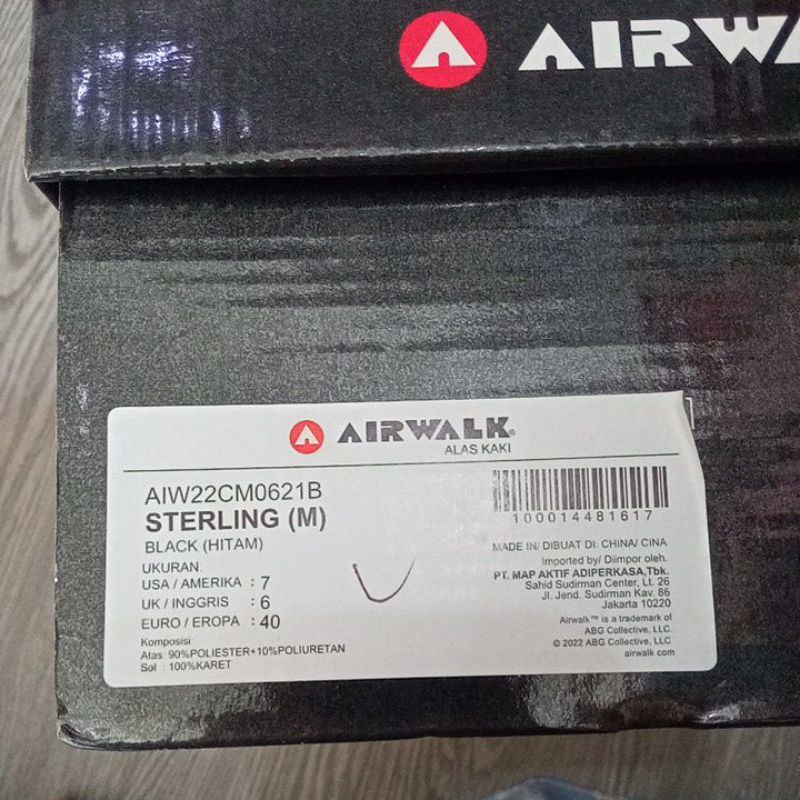 AIRWA
AIRWALK®
ALAS KAKI
AIW22CM0621B
STERLING (M)
BLACK (HITAM)
UKURAN:
USA / AMERIKA : 7
UK / INGGRIS : 6
EURO / EROPA : 40
Komposisi:
Atas: 90%POLIESTER+10%POLIURETAN
Sol : 100%KARET
100014481617
MADE IN/ DIBUAT DI: CHINA/ CINA
Imported by/ Diimpor oleh.
PT. MAP AKTIF ADIPERKASA,Tbk.
Sahid Sudirman Center, Lt. 26
Jl. Jend. Sudirman Kav. 86
Jakarta 10220
Airwalk™ is a trademark of
ABG Collective, LLC.
© 2022 ABG Collective, LLC.
airwalk.com